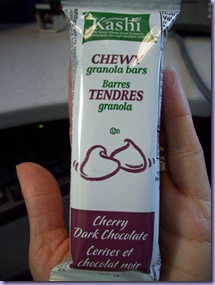 Kashi
CHEWY
granola bars
Barres
TENDRES
granola
Cherry
Dark Chocolate
Cerises et
chocolat noir